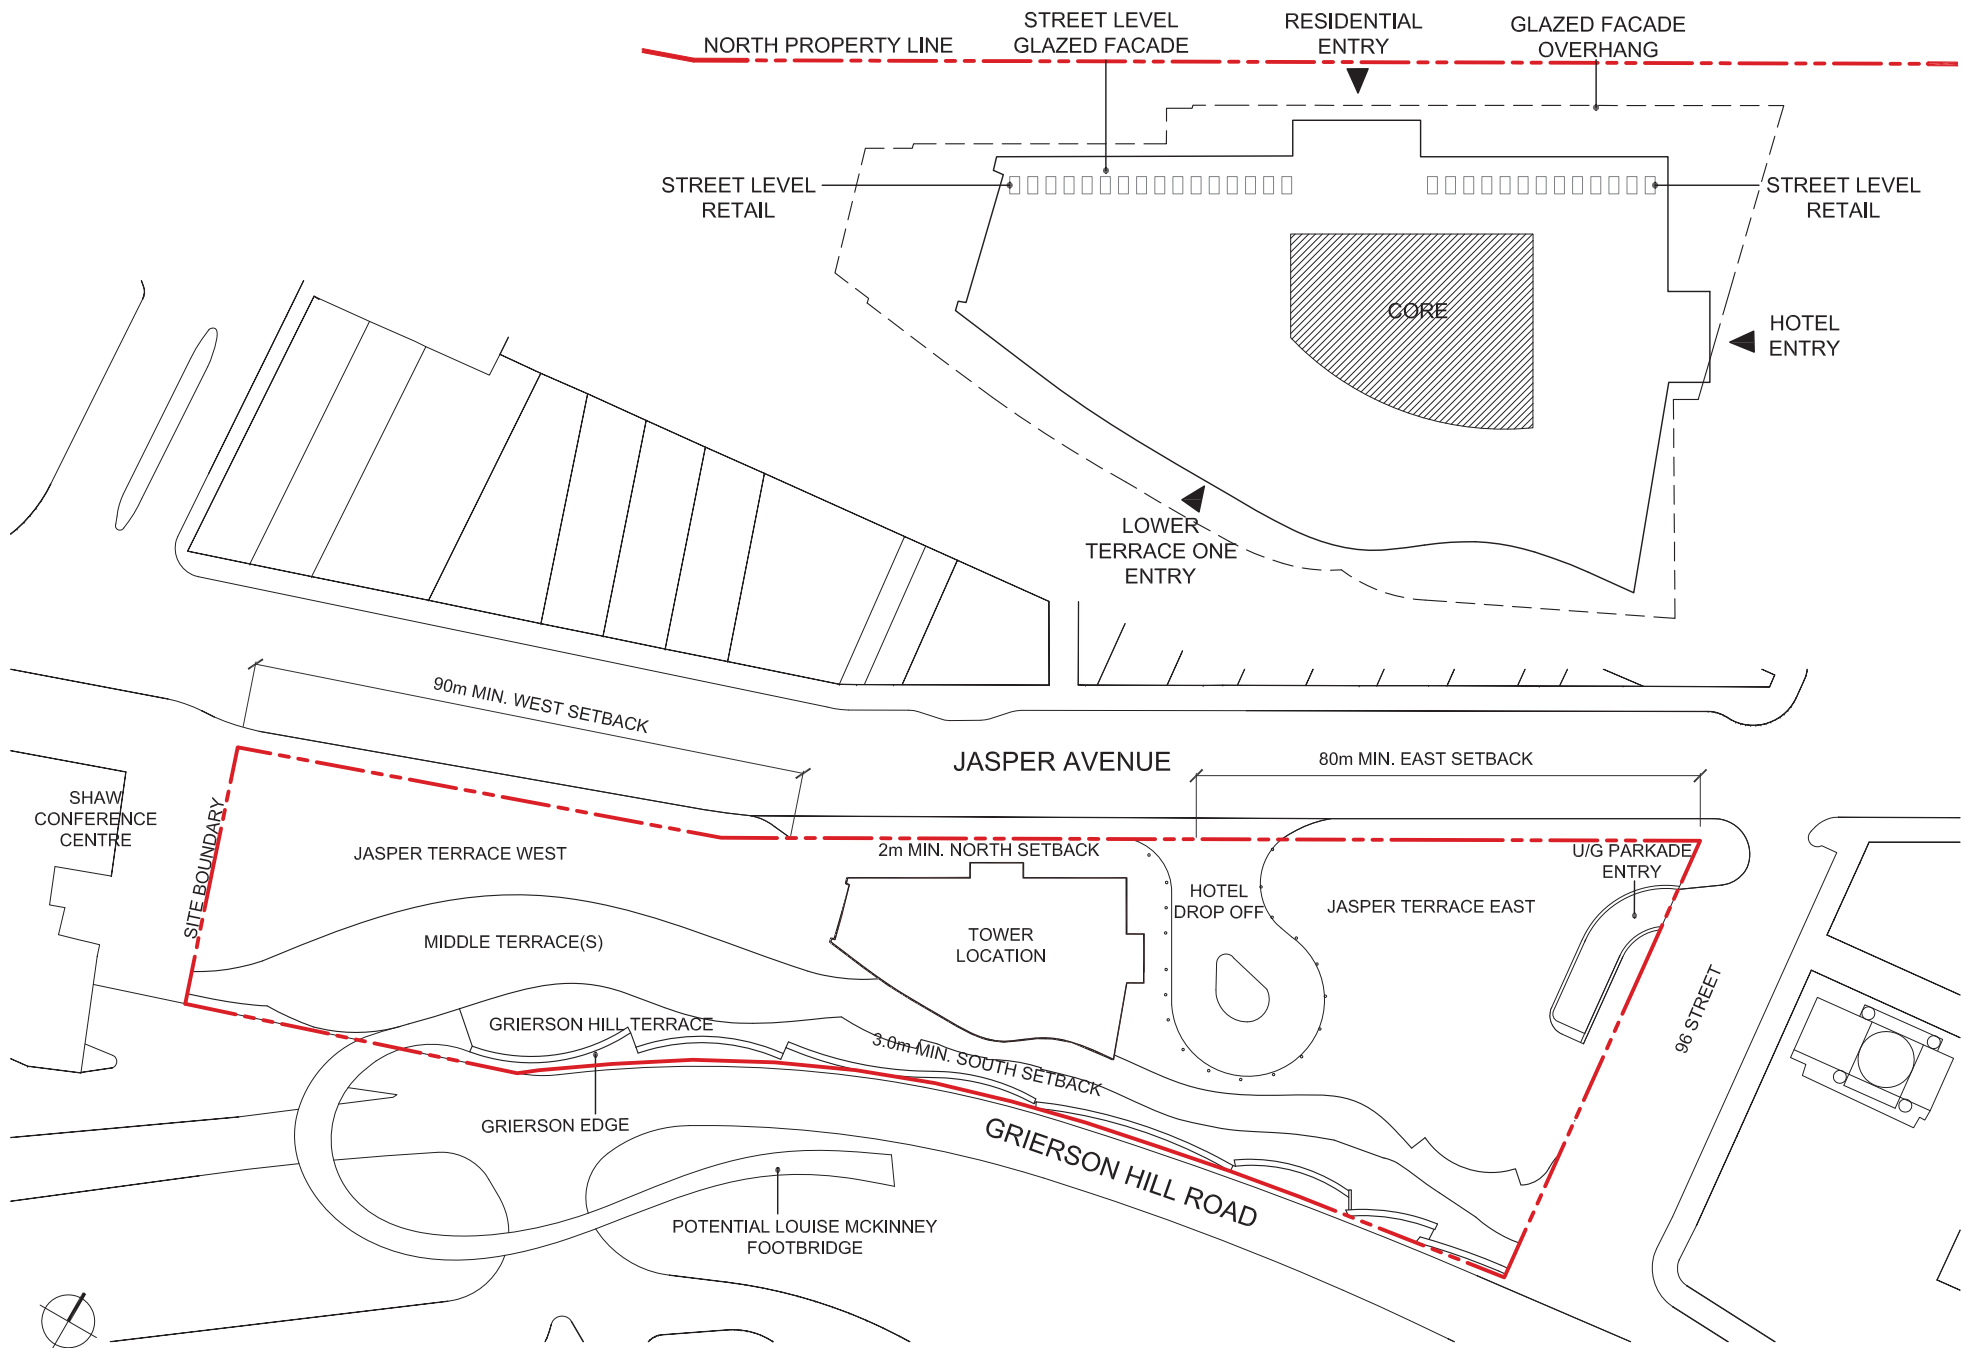 NORTH PROPERTY LINE
STREET LEVEL
GLAZED FACADE
RESIDENTIAL
ENTRY
GLAZED FACADE
OVERHANG
STREET LEVEL
RETAIL
STREET LEVEL
RETAIL
CORE
HOTEL
ENTRY
LOWER
TERRACE ONE
ENTRY
90m MIN. WEST SETBACK
JASPER AVENUE
80m MIN. EAST SETBACK
SHAW
CONFERENCE
CENTRE
SITE BOUNDARY
JASPER TERRACE WEST
2m MIN. NORTH SETBACK
U/G PARKADE
ENTRY
HOTEL
DROP OFF
JASPER TERRACE EAST
MIDDLE TERRACE(S)
TOWER
LOCATION
96 STREET
GRIERSON HILL TERRACE
3.0m MIN. SOUTH SETBACK
GRIERSON EDGE
GRIERSON HILL ROAD
POTENTIAL LOUISE MCKINNEY
FOOTBRIDGE